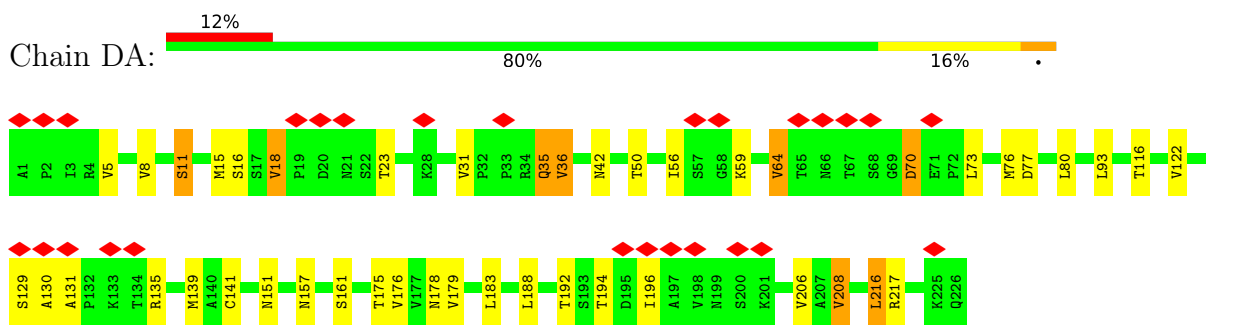 12%
Chain DA:
80% 16% •
A1 P2 I3 R4 V5 V8 S11 M15 S16 S17 V18 P19 D20 N21 S22 T23 K28 V31 P32 P33 R34 Q35 V36 N42 T50 I56 S57 G58 K59 V64 T65 N66 T67 S68 G69 D70 E71 P72 L73 M76 D77 L80 L93 T116 V122
S129 A130 A131 P132 K133 T134 R135 M139 A140 C141 N151 N157 S161 T175 V176 V177 N178 V179 L183 L188 T192 S193 T194 D195 I196 A197 V198 N199 S200 K201 V206 A207 V208 L216 R217 K225 Q226